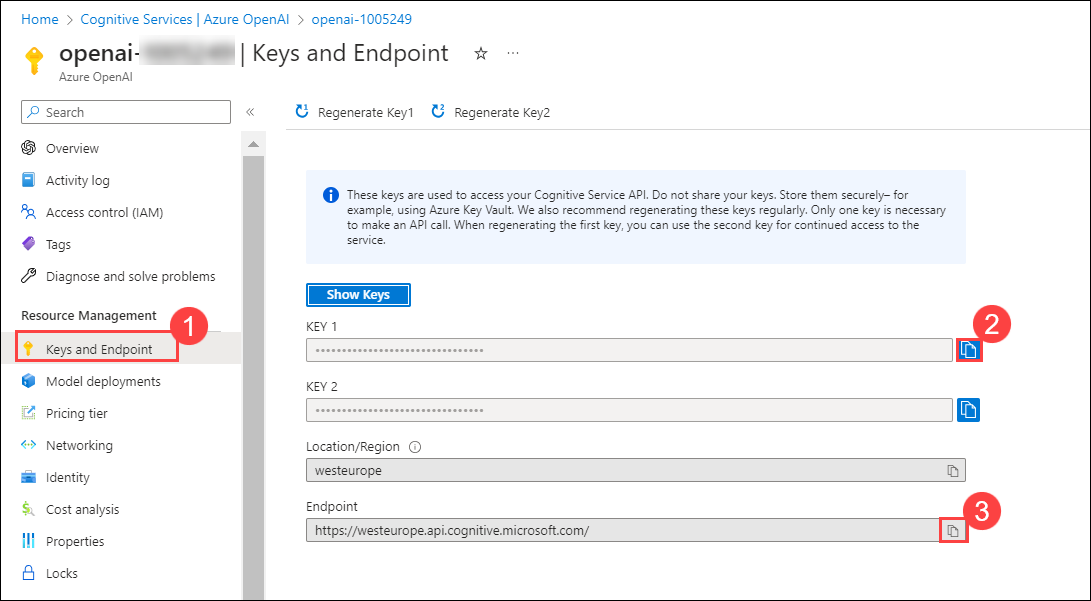 Home > Cognitive Services | Azure OpenAI > openai-1005249
openai- | Keys and Endpoint ☆ ···
Azure OpenAI
Search «
Regenerate Key1 Regenerate Key2
Overview
Activity log
Access control (IAM)
Tags
Diagnose and solve problems
Resource Management
1
Keys and Endpoint
Model deployments
Pricing tier
Networking
Identity
Cost analysis
Properties
Locks
These keys are used to access your Cognitive Service API. Do not share your keys. Store them securely– for
example, using Azure Key Vault. We also recommend regenerating these keys regularly. Only one key is necessary
to make an API call. When regenerating the first key, you can use the second key for continued access to the
service.
Show Keys
KEY 1
2
••••••••••••••••••••••••••••••••
KEY 2
••••••••••••••••••••••••••••••••
Location/Region
westeurope
Endpoint
3
https://westeurope.api.cognitive.microsoft.com/